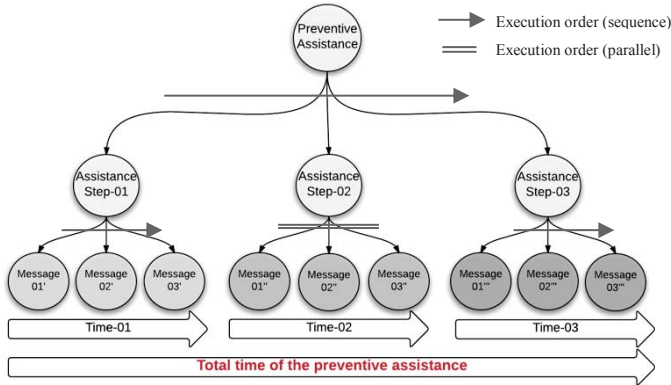 Preventive
Assistance
Execution order (sequence)
Execution order (parallel)
Assistance
Step-01
Assistance
Step-02
Assistance
Step-03
Message
01'
Message
02'
Message
03'
Message
01"
Message
02"
Message
03"
Message
01'"
Message
02'"
Message
03'"
Time-01
Time-02
Time-03
Total time of the preventive assistance